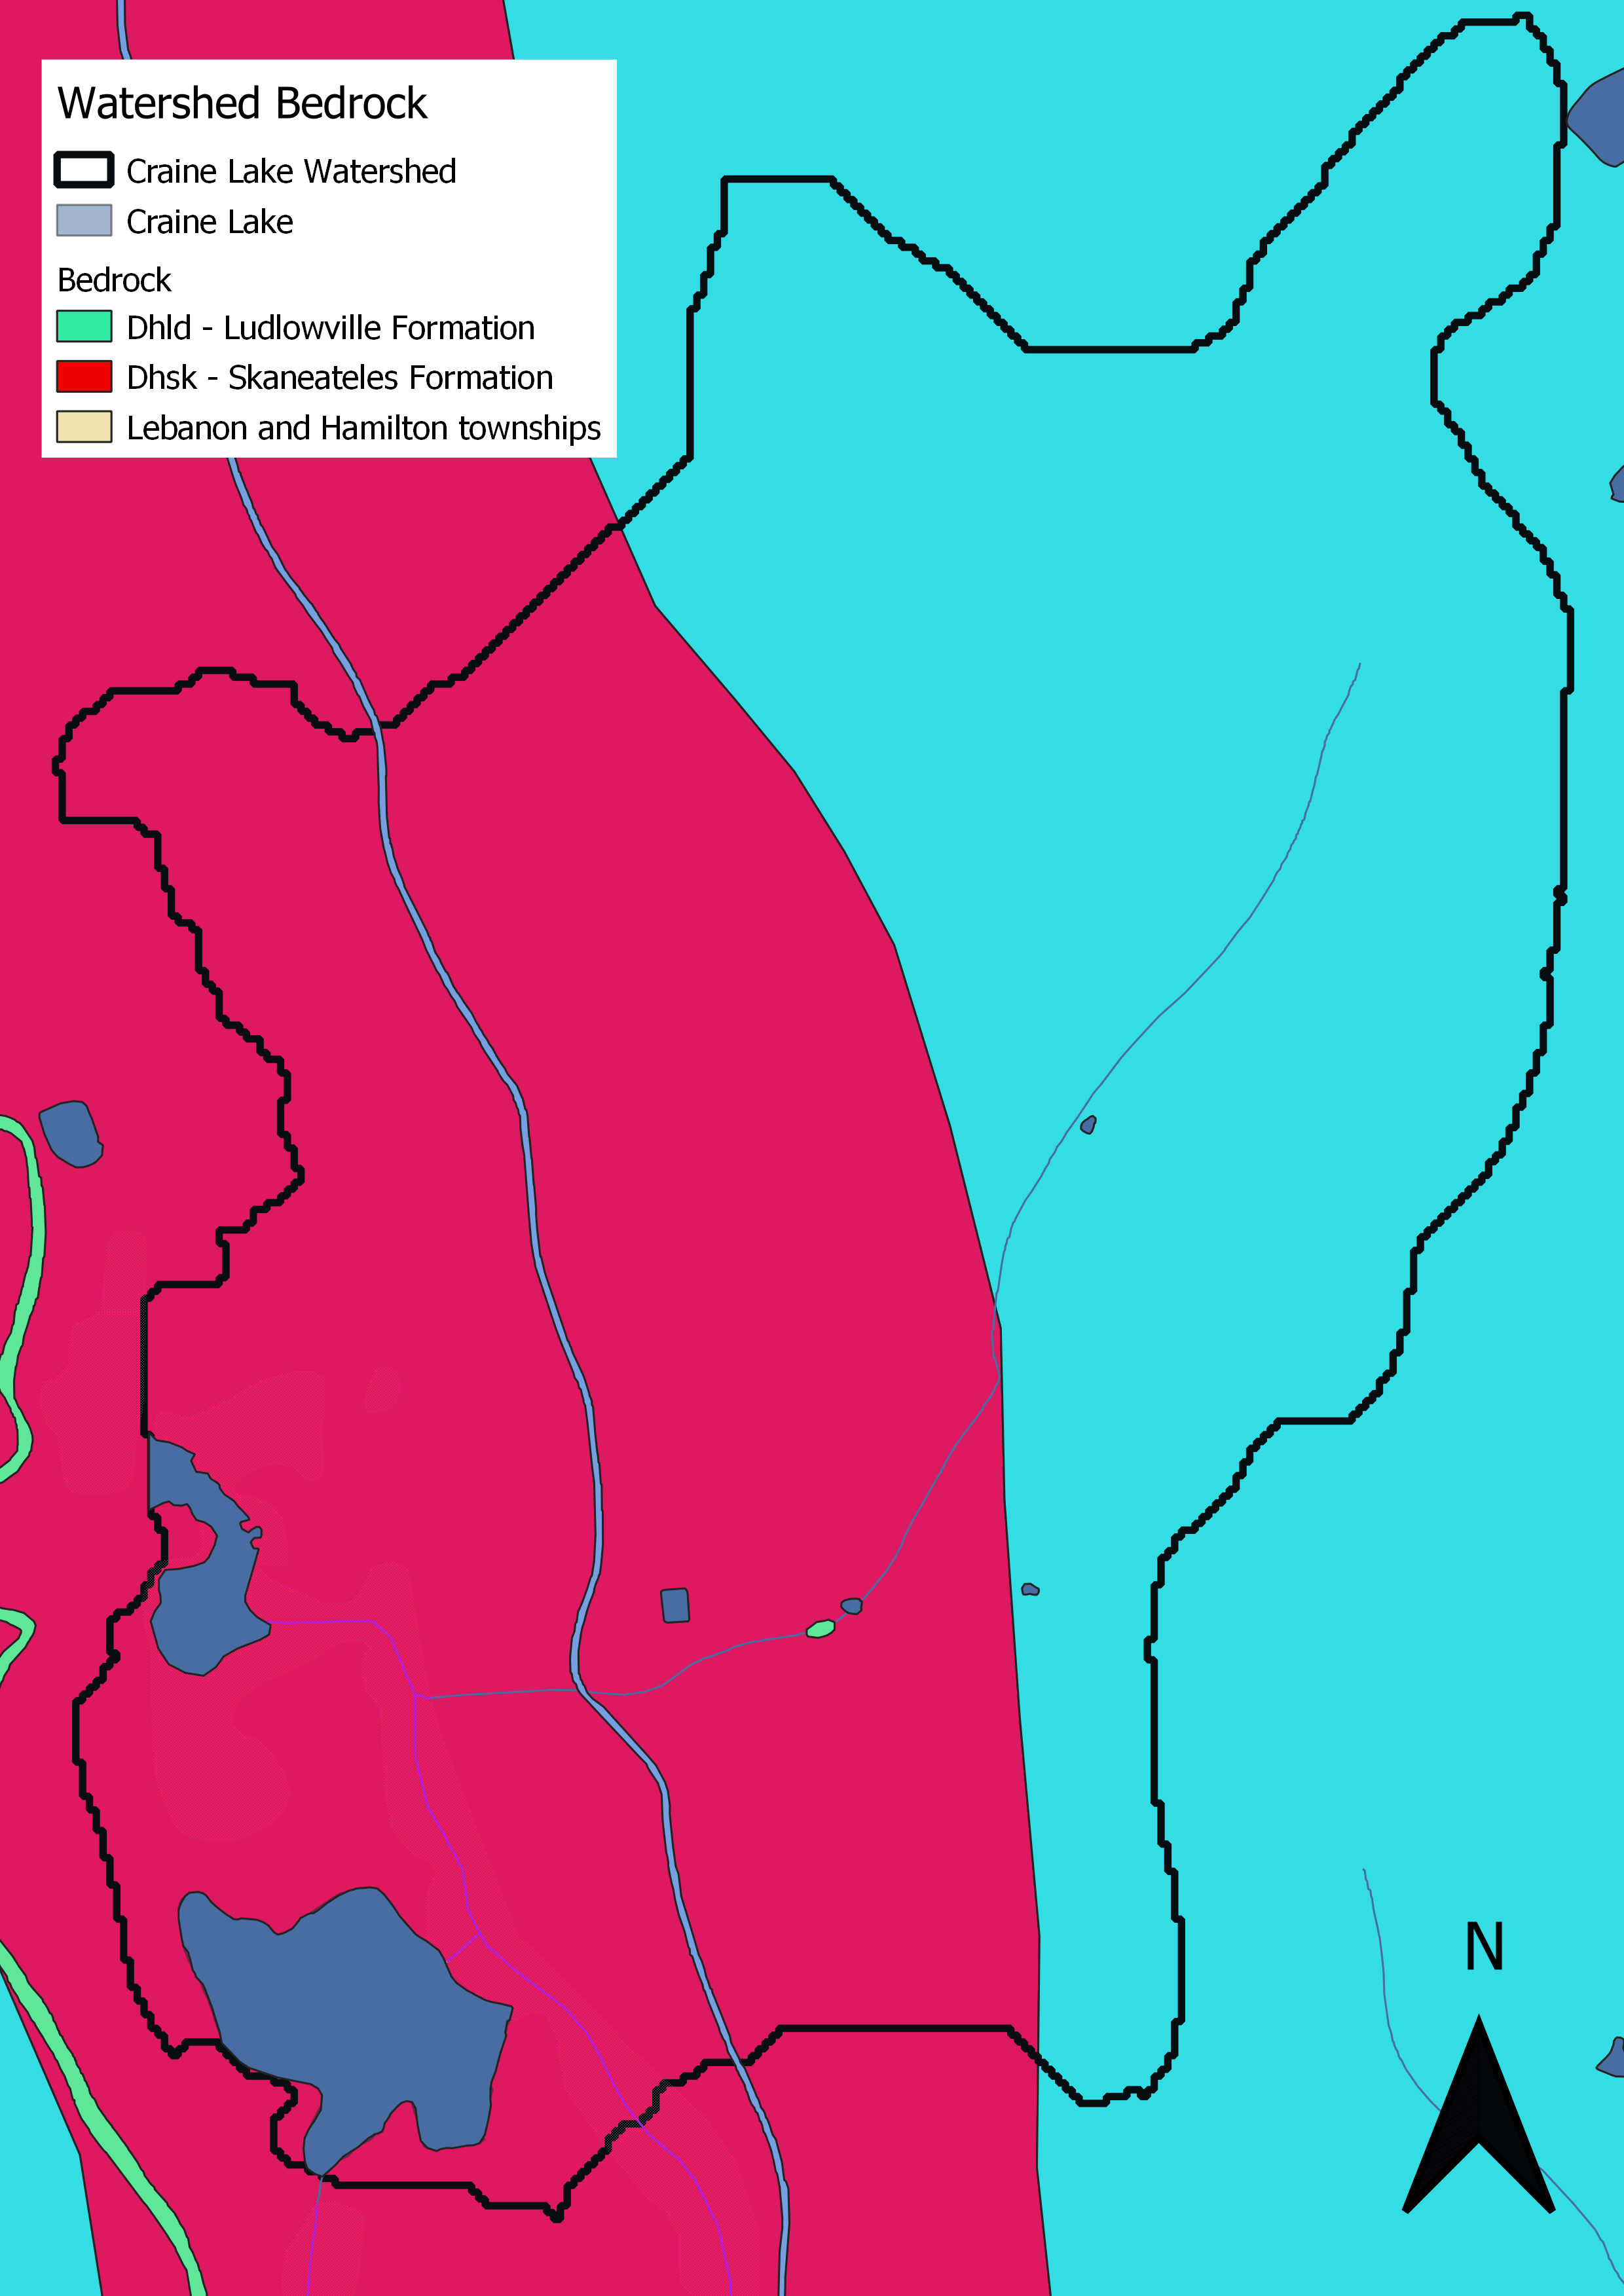 Watershed Bedrock
Craine Lake Watershed
Craine Lake
Bedrock
Dhld - Ludlowville Formation
Dhsk - Skaneateles Formation
Lebanon and Hamilton townships
N